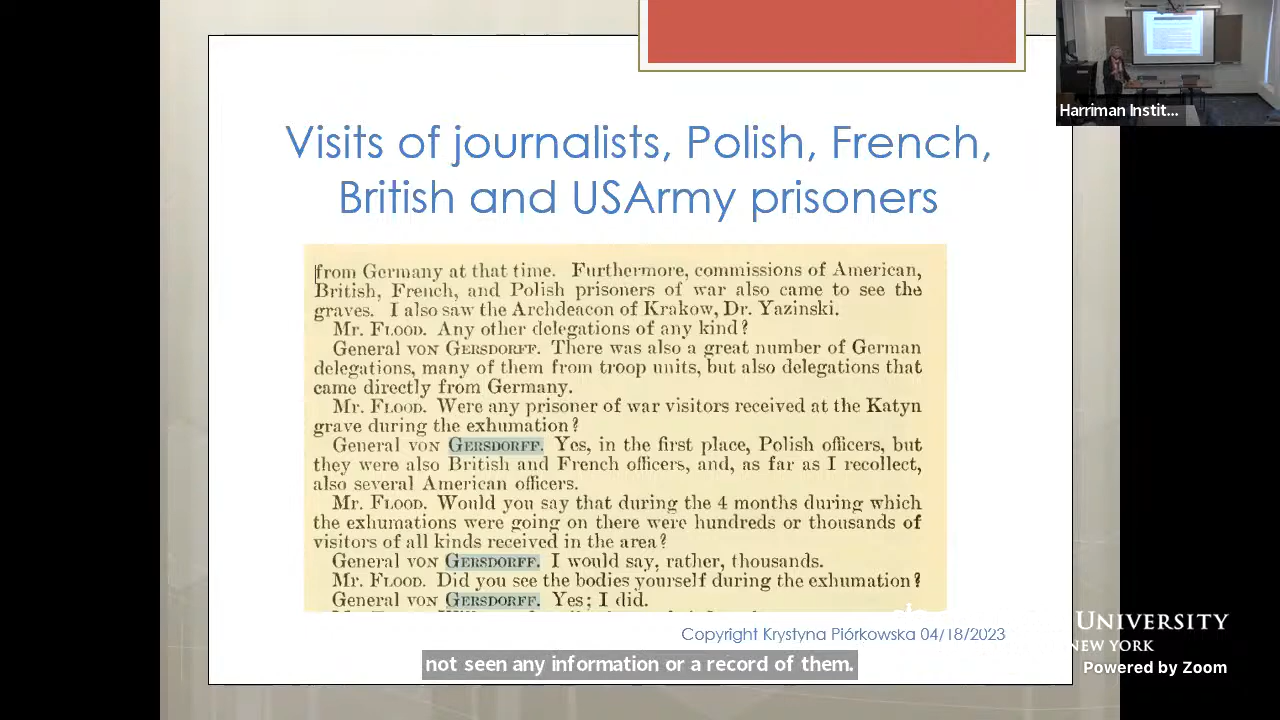 Harriman Instit...
Visits of journalists, Polish, French,
British and USArmy prisoners
from Germany at that time. Furthermore, commissions of American,
British, French, and Polish prisoners of war also came to see the
graves. I also saw the Archdeacon of Krakow, Dr. Yazinski.
Mr. FLOOD. Any other delegations of any kind?
General VON GERSDORFF. There was also a great number of German
delegations, many of them from troop units, but also delegations that
came directly from Germany.
Mr. FLOOD. Were any prisoner of war visitors received at the Katyn
grave during the exhumation?
General VON GERSDORFF. Yes, in the first place, Polish officers, but
they were also British and French officers, and, as far as I recollect,
also several American officers.
Mr. FLOOD. Would you say that during the 4 months during which
the exhumations were going on there were hundreds or thousands of
visitors of all kinds received in the area?
General VON GERSDORFF. I would say, rather, thousands.
Mr. FLOOD. Did you see the bodies yourself during the exhumation?
General VON GERSDORFF. Yes; I did.
Copyright Krystyna Piórkowska 04/18/2023
not seen any information or a record of them.
UNIVERSITY
NEW YORK
Powered by Zoom